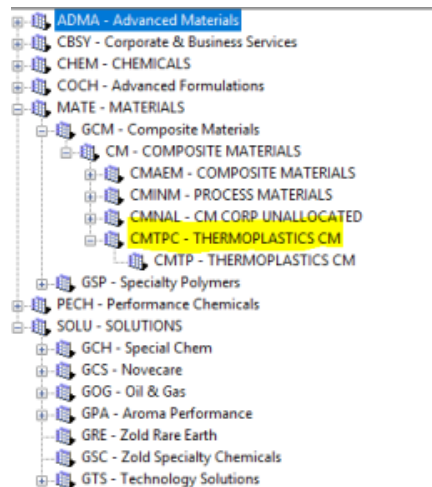 ADMA - Advanced Materials
CBSY - Corporate & Business Services
CHEM - CHEMICALS
COCH - Advanced Formulations
MATE - MATERIALS
GCM - Composite Materials
CM - COMPOSITE MATERIALS
CMAEM - COMPOSITE MATERIALS
CMINM - PROCESS MATERIALS
CMNAL - CM CORP UNALLOCATED
CMTPC - THERMOPLASTICS CM
CMTP - THERMOPLASTICS CM
GSP - Specialty Polymers
PECH - Performance Chemicals
SOLU - SOLUTIONS
GCH - Special Chem
GCS - Novecare
GOG - Oil & Gas
GPA - Aroma Performance
GRE - Zold Rare Earth
GSC - Zold Specialty Chemicals
GTS - Technology Solutions